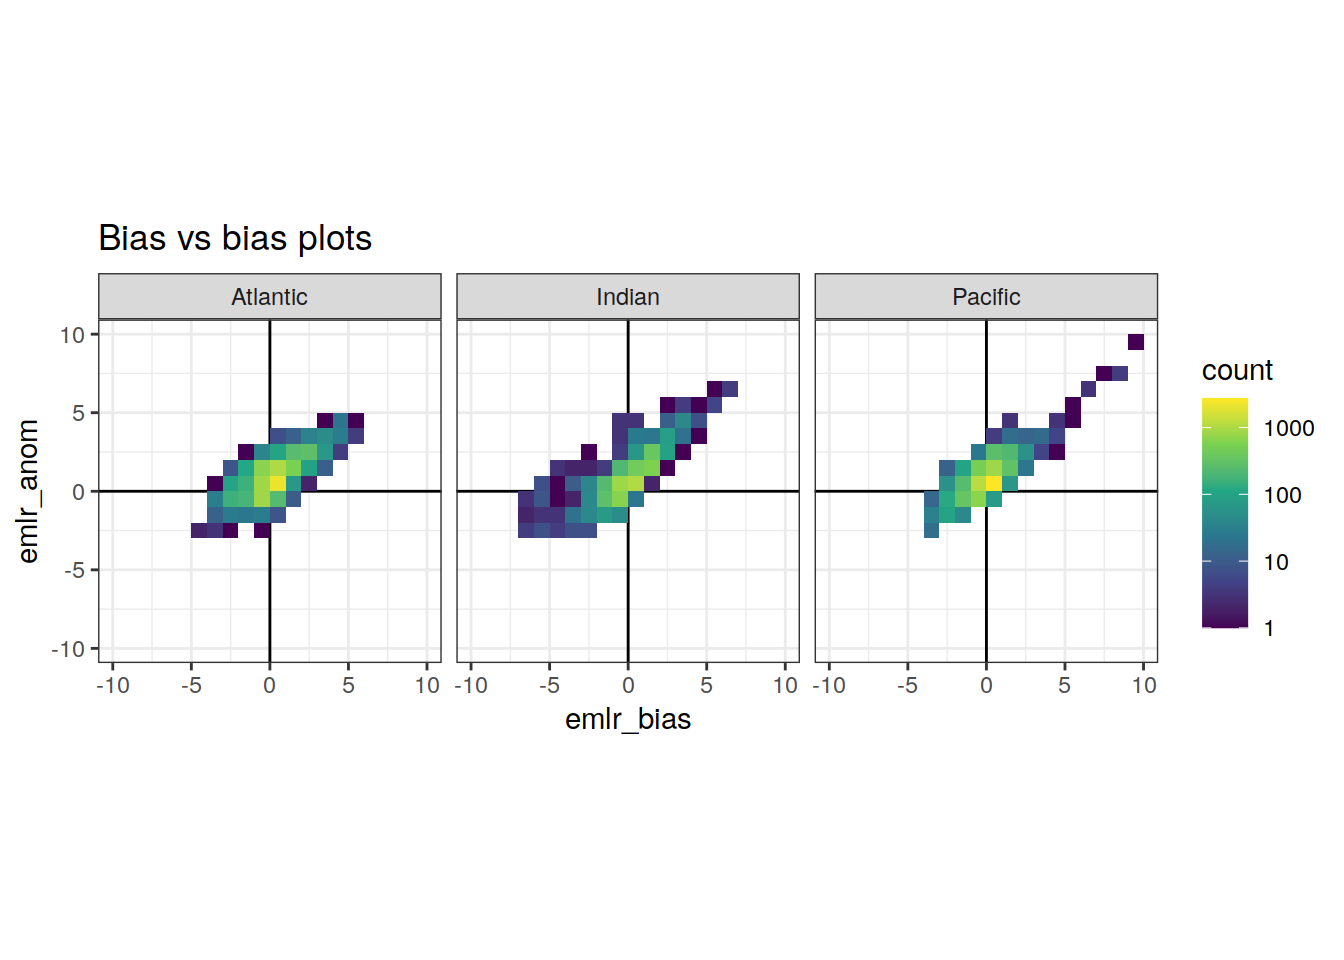 Bias vs bias plots
Atlantic Indian Pacific
10
5
0
-5
-10
emlr_anom
-10 -5 0 5 10 -10 -5 0 5 10 -10 -5 0 5 10
emlr_bias
count
1000
100
10
1